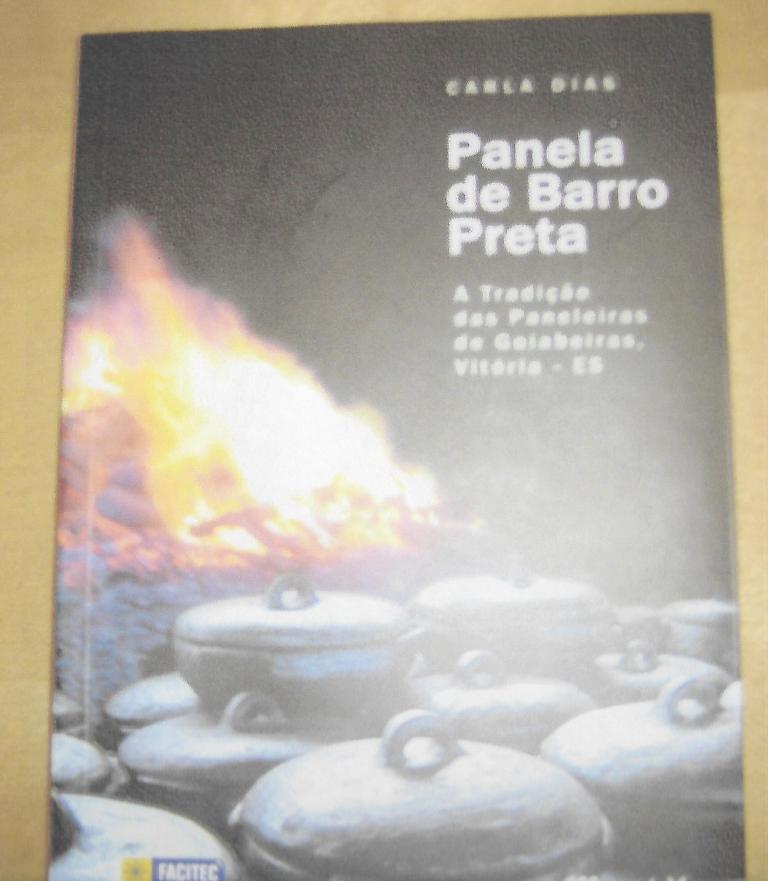 CARLA DIAS
Panela
de Barro
Preta
A Tradição
das Paneleiras
de Goiabeiras,
Vitória - ES
FACITEC